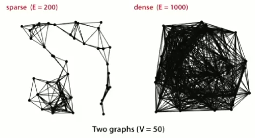 sparse (E = 200)
dense (E = 1000)
Two graphs (V = 50)